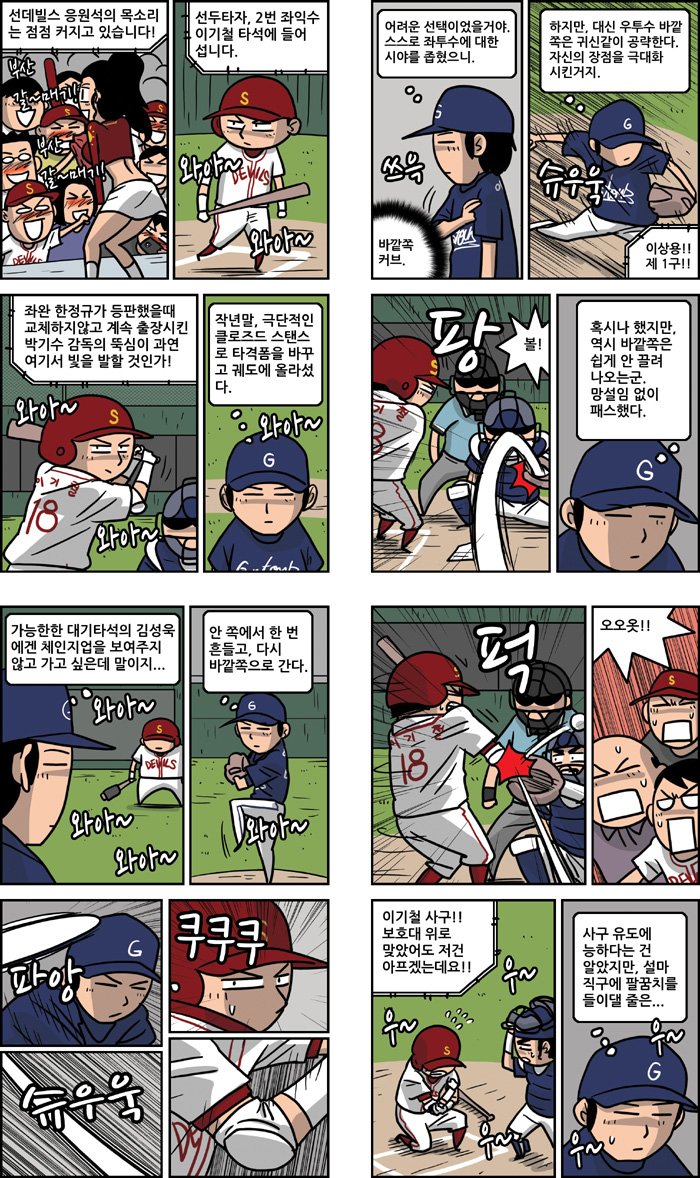 선데빌스 응원석의 목소리
는 점점 커지고 있습니다!
부산
갈~매기!
부산~
갈~매기!
S
S
선두타자, 2번 좌익수
이기철 타석에 들어
섭니다.
S
DEVILS
와아~
와아~
좌완 한정규가 등판했을때
교체하지않고 계속 출장시킨
박기수 감독의 뚝심이 과연
여기서 빛을 발할 것인가!
와아~
S
이기철
18
와아~
작년말, 극단적인
클로즈드 스탠스
로 타격폼을 바꾸
고 궤도에 올라섰
다.
와아~
G
와아~
어려운 선택이었을거야.
스스로 좌투수에 대한
시야를 좁혔으니.
G
쓰윽
바깥쪽
커브.
하지만, 대신 우투수 바깥
쪽은 귀신같이 공략한다.
자신의 장점을 극대화
시킨거지.
G
슈우욱
이상용!!
제 1구!!
팡
볼!
S
혹시나 했지만,
역시 바깥쪽은
쉽게 안 끌려
나오는군.
망설임 없이
패스했다.
G
가능한한 대기타석의 김성욱
에겐 체인지업을 보여주지
않고 가고 싶은데 말이지...
G
와아~
S
DEVILS
와아~
와아~
안 쪽에서 한 번
흔들고, 다시
바깥쪽으로 간다.
G
와아~
파앙
G
쿠쿠쿠
S
슈우욱
퍽
이기철
18
오오옷!!
S
이기철 사구!!
보호대 위로
맞았어도 저건
아프겠는데요!!
우~
우~
S
우~
사구 유도에
능하다는 건
알았지만, 설마
직구에 팔꿈치를
들이댈 줄은...
우~
G
우~